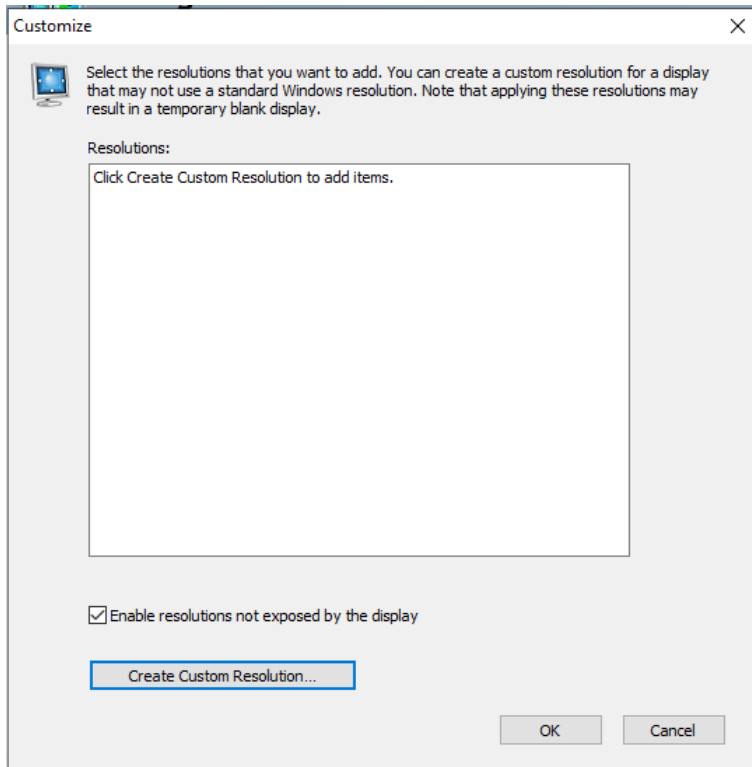 Customize
Select the resolutions that you want to add. You can create a custom resolution for a display
that may not use a standard Windows resolution. Note that applying these resolutions may
result in a temporary blank display.
Resolutions:
Click Create Custom Resolution to add items.
Enable resolutions not exposed by the display
Create Custom Resolution...
OK
Cancel